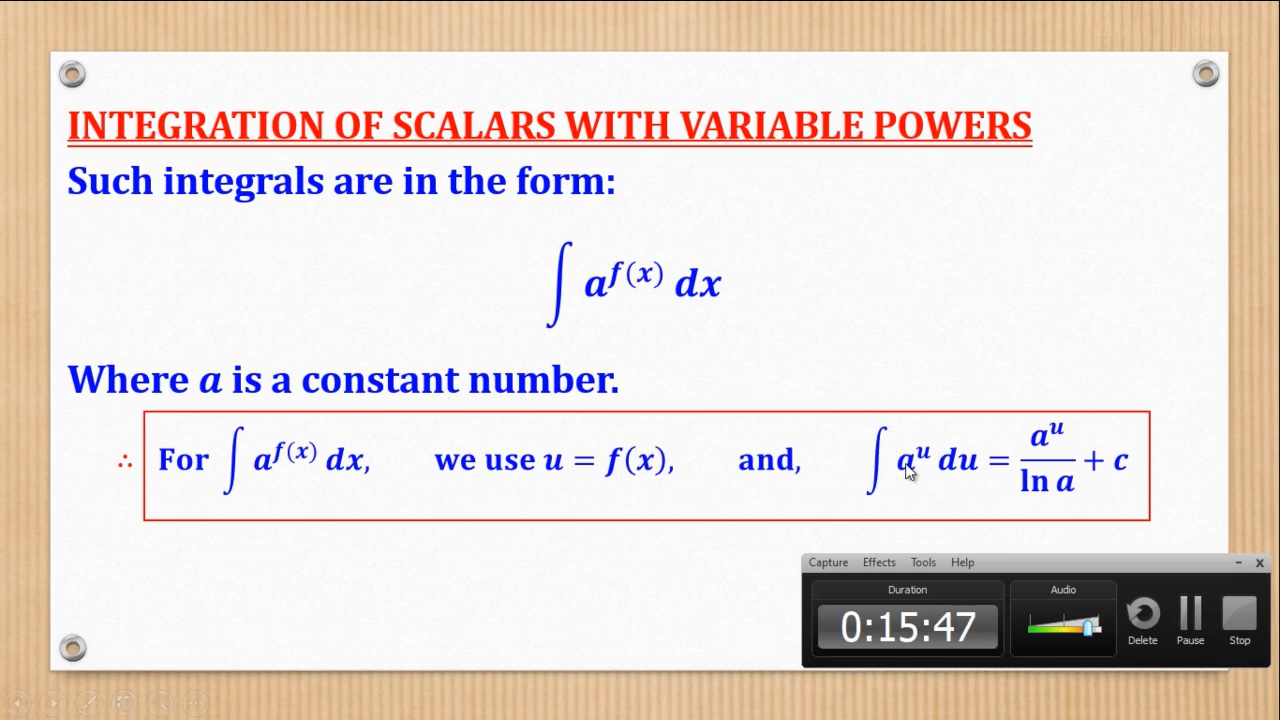 INTEGRATION OF SCALARS WITH VARIABLE POWERS
Such integrals are in the form:
∫ a^{f(x)} dx
Where a is a constant number.
∴ For ∫ a^{f(x)} dx, we use u = f(x), and, ∫ a^u du = a^u / ln a + c
Capture Effects Tools Help
Duration Audio
0:15:47
Delete Pause Stop